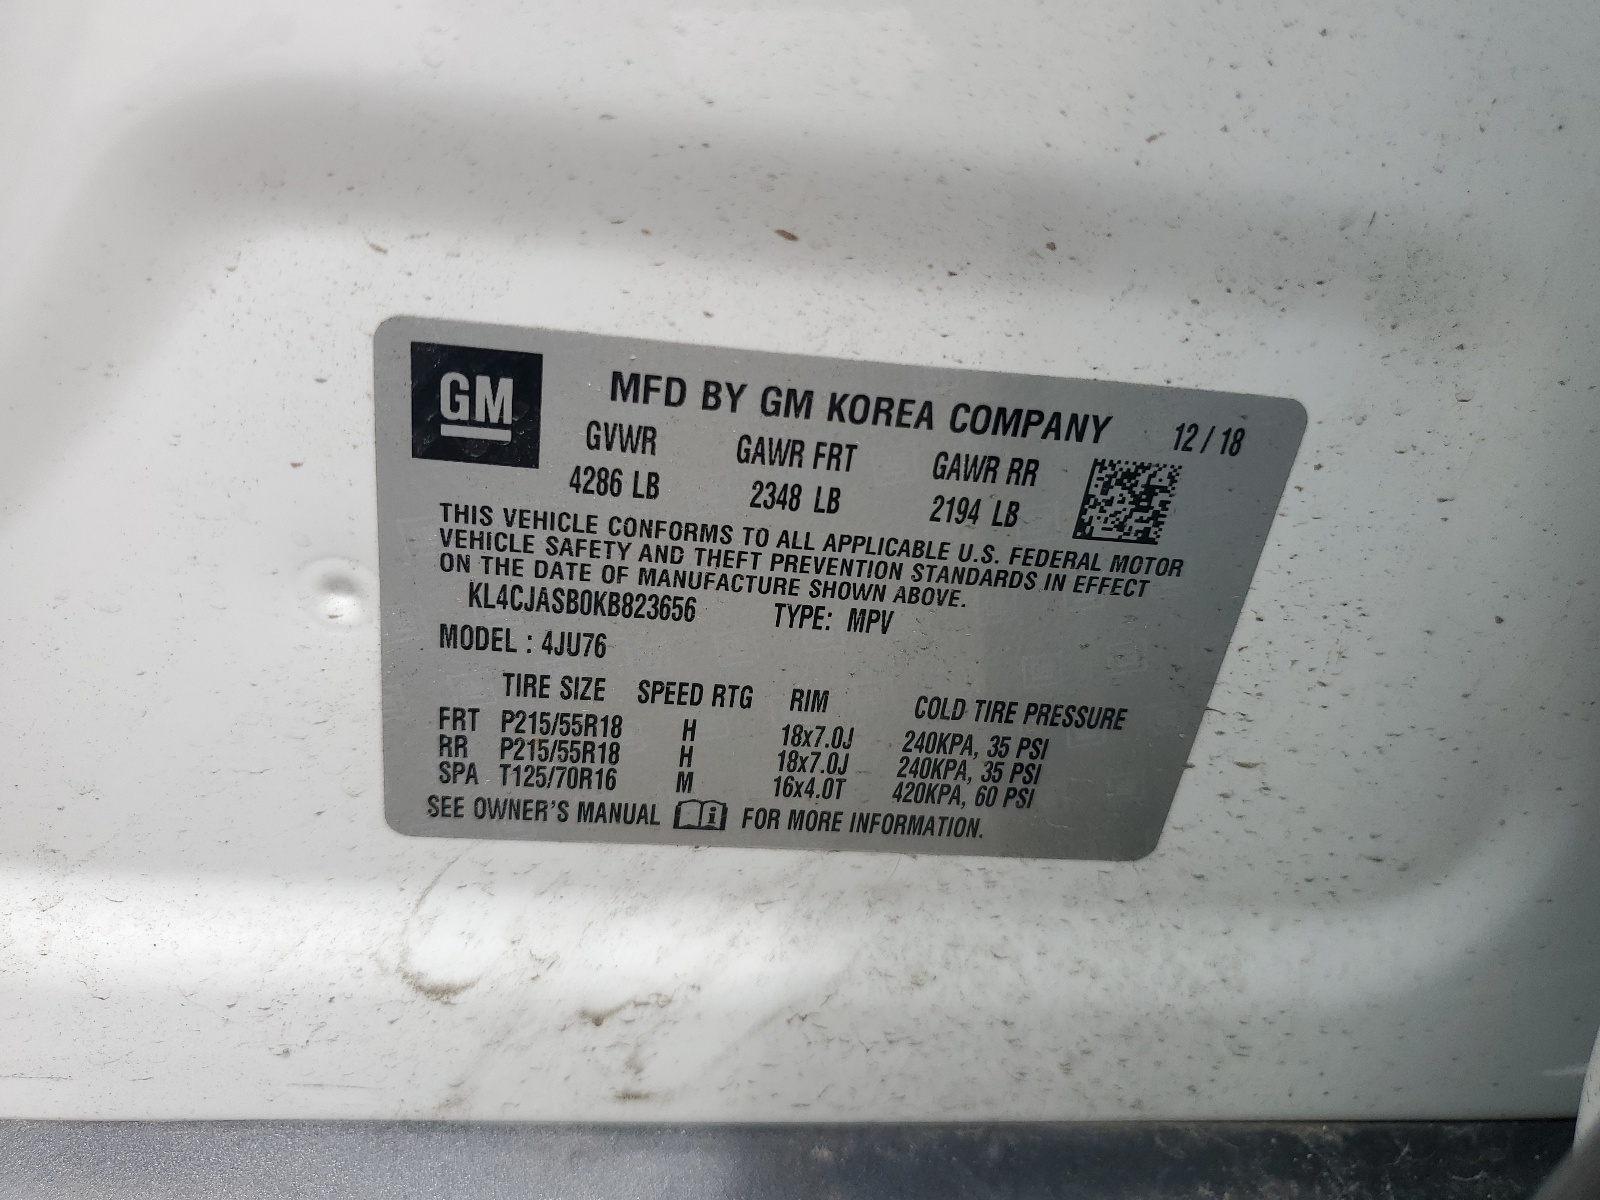 GM
MFD BY GM KOREA COMPANY 12 / 18
GVWR GAWR FRT GAWR RR
4286 LB 2348 LB 2194 LB
THIS VEHICLE CONFORMS TO ALL APPLICABLE U.S. FEDERAL MOTOR
VEHICLE SAFETY AND THEFT PREVENTION STANDARDS IN EFFECT
ON THE DATE OF MANUFACTURE SHOWN ABOVE.
KL4CJASB0KB823656 TYPE: MPV
MODEL : 4JU76
TIRE SIZE SPEED RTG RIM COLD TIRE PRESSURE
FRT P215/55R18 H 18x7.0J 240KPA, 35 PSI
RR P215/55R18 H 18x7.0J 240KPA, 35 PSI
SPA T125/70R16 M 16x4.0T 420KPA, 60 PSI
SEE OWNER'S MANUAL i FOR MORE INFORMATION.